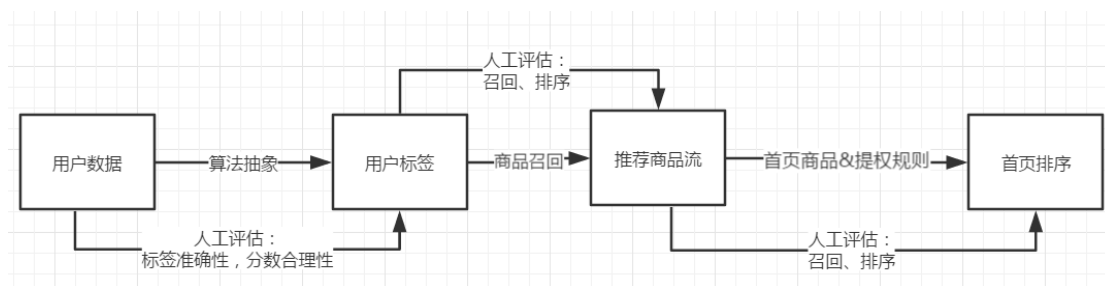 人工评估：
召回、排序
用户数据
算法抽象
用户标签
商品召回
推荐商品流
首页商品&提权规则
首页排序
人工评估：
标签准确性，分数合理性
人工评估：
召回、排序